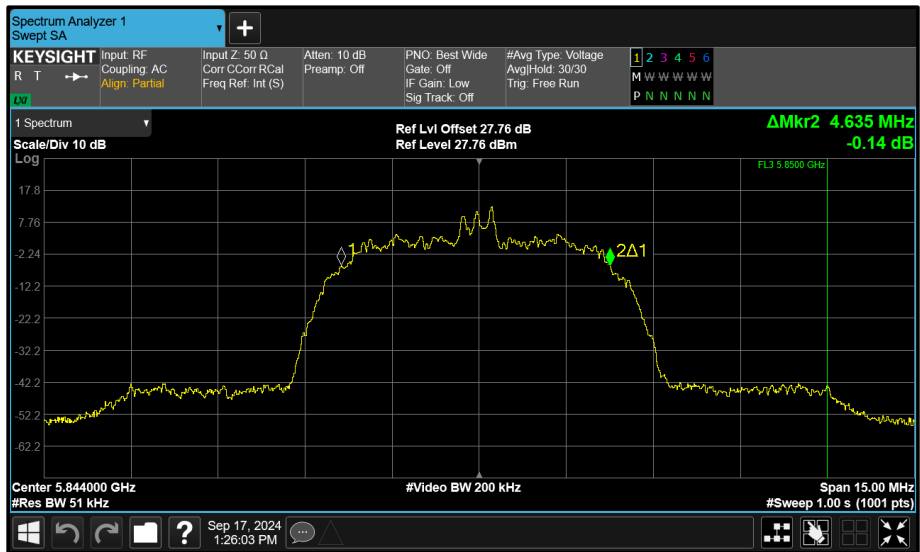 Spectrum Analyzer 1
Swept SA
+
KEYSIGHT
R T
LXI
Input: RF
Coupling: AC
Align: Partial
Input Z: 50 Ω
Corr CCorr RCal
Freq Ref: Int (S)
Atten: 10 dB
Preamp: Off
PNO: Best Wide
Gate: Off
IF Gain: Low
Sig Track: Off
#Avg Type: Voltage
Avg|Hold: 30/30
Trig: Free Run
1 2 3 4 5 6
M W W W W W
P N N N N N
1 Spectrum
Scale/Div 10 dB
Log
Ref Lvl Offset 27.76 dB
Ref Level 27.76 dBm
ΔMkr2 4.635 MHz
-0.14 dB
FL3 5.8500 GHz
17.8
7.76
-2.24
-12.2
-22.2
-32.2
-42.2
-52.2
-62.2
1
2Δ1
Center 5.844000 GHz
#Res BW 51 kHz
#Video BW 200 kHz
Span 15.00 MHz
#Sweep 1.00 s (1001 pts)
?
Sep 17, 2024
1:26:03 PM